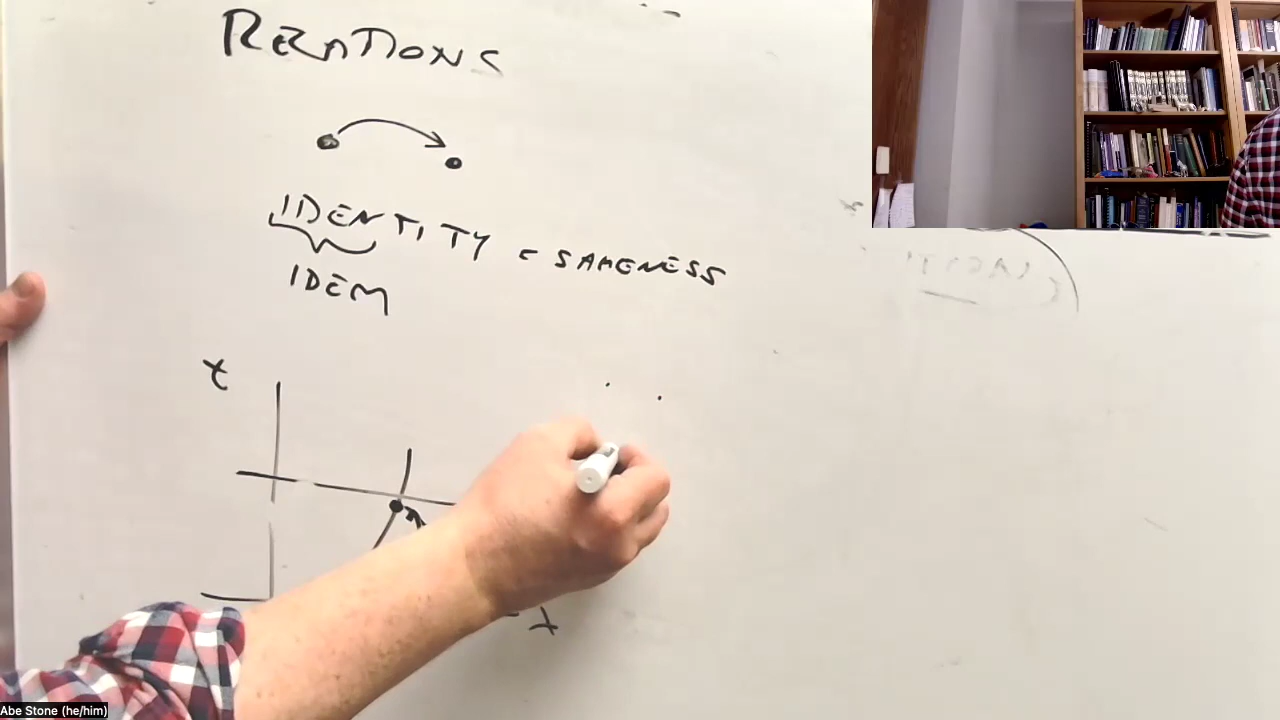 RELATIONS
IDENTITY = SAMENESS
IDEM
t
x
Abe Stone (he/him)